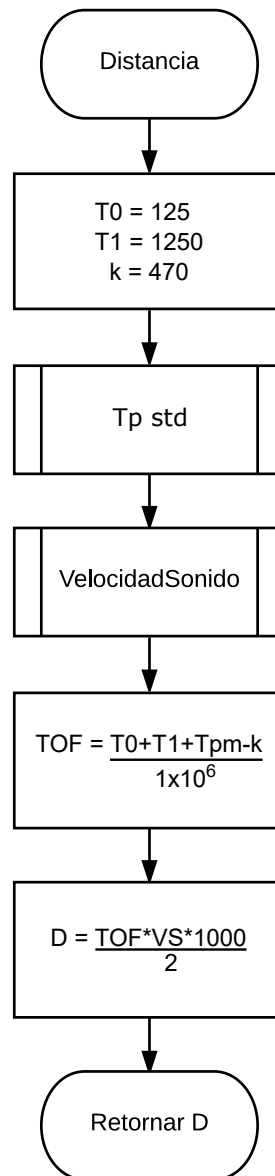 Distancia
T0 = 125
T1 = 1250
k = 470
Tp std
VelocidadSonido
TOF = T0+T1+Tpm-k
1x10⁶
D = TOF*VS*1000
2
Retornar D